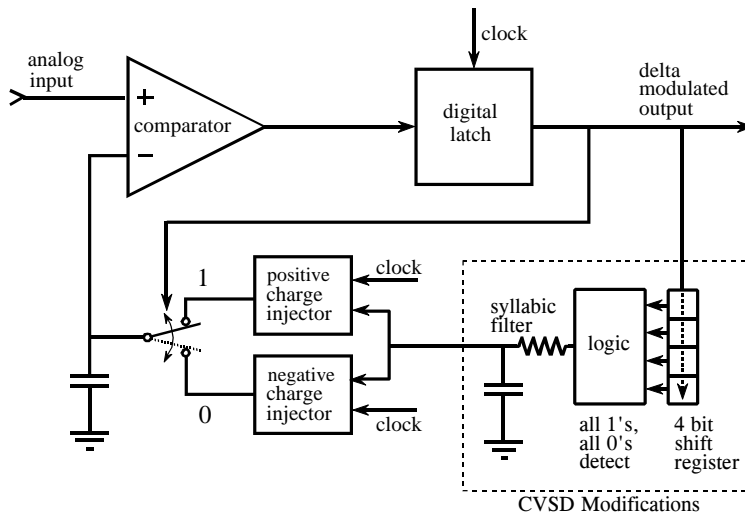 analog
input
+
comparator
−
clock
digital
latch
delta
modulated
output
1
positive
charge
injector
clock
0
negative
charge
injector
clock
syllabic
filter
logic
all 1's,
all 0's
detect
4 bit
shift
register
CVSD Modifications